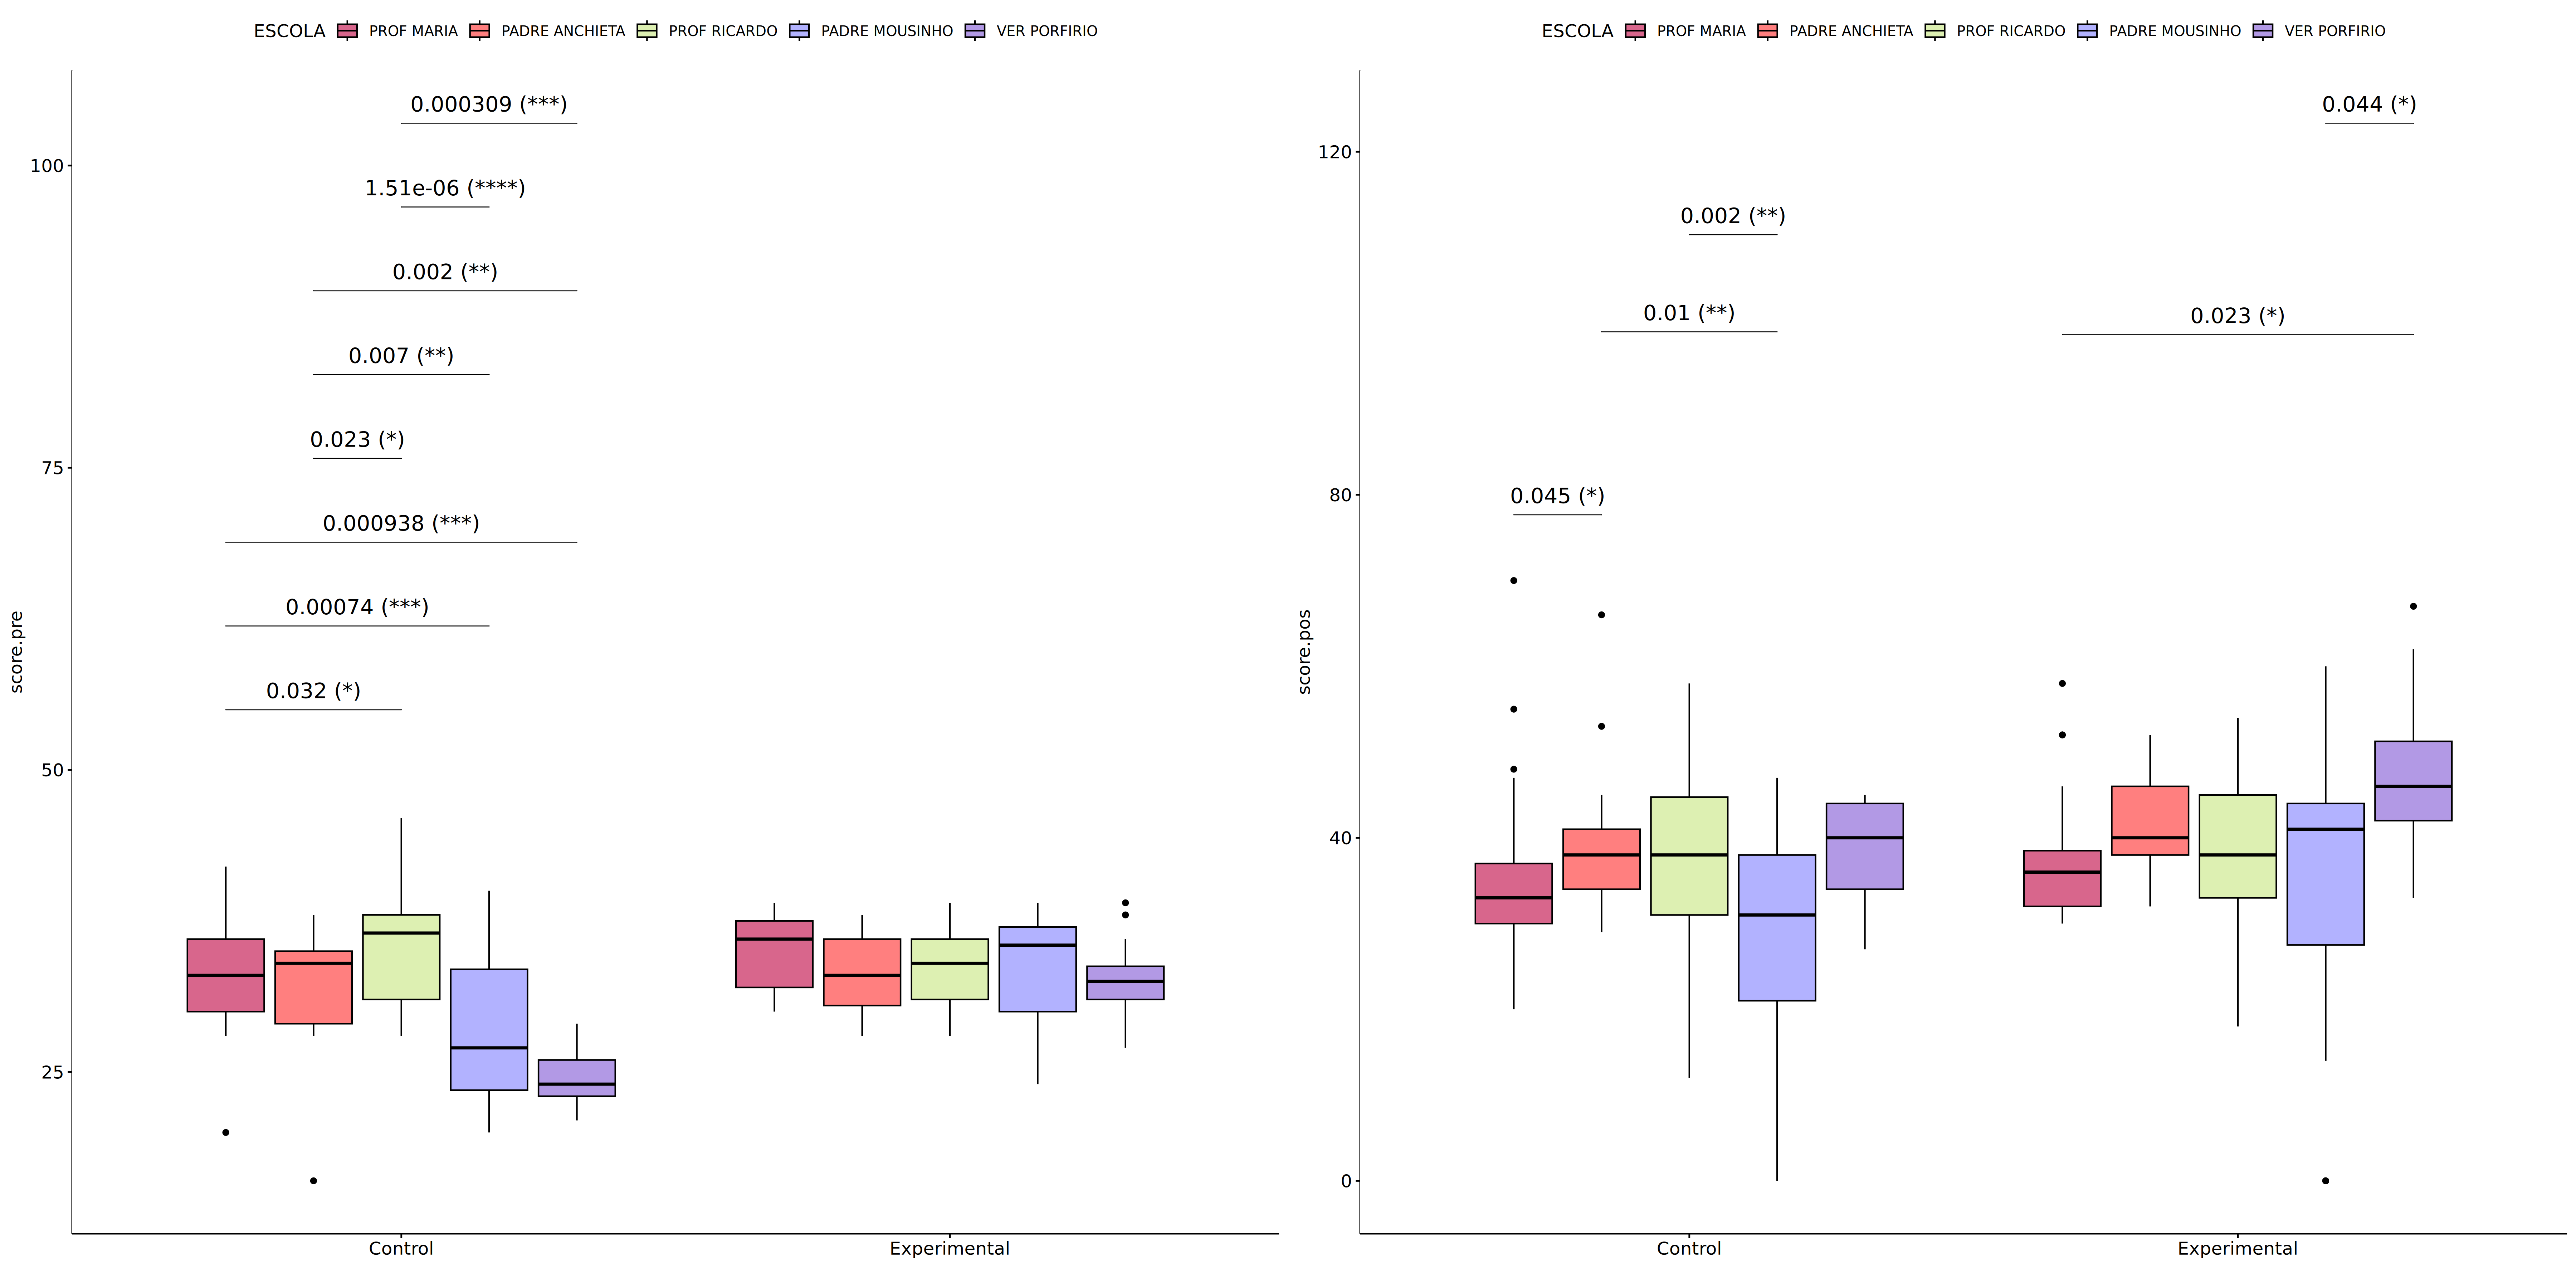 ESCOLA PROF MARIA PADRE ANCHIETA PROF RICARDO PADRE MOUSINHO VER PORFIRIO
0.000309 (***)
100
1.51e-06 (****)
0.002 (**)
0.007 (**)
0.023 (*)
75
0.000938 (***)
0.00074 (***)
score.pre
0.032 (*)
50
25
Control Experimental
ESCOLA PROF MARIA PADRE ANCHIETA PROF RICARDO PADRE MOUSINHO VER PORFIRIO
0.044 (*)
120
0.002 (**)
0.01 (**)
0.023 (*)
80
0.045 (*)
score.pos
40
0
Control Experimental